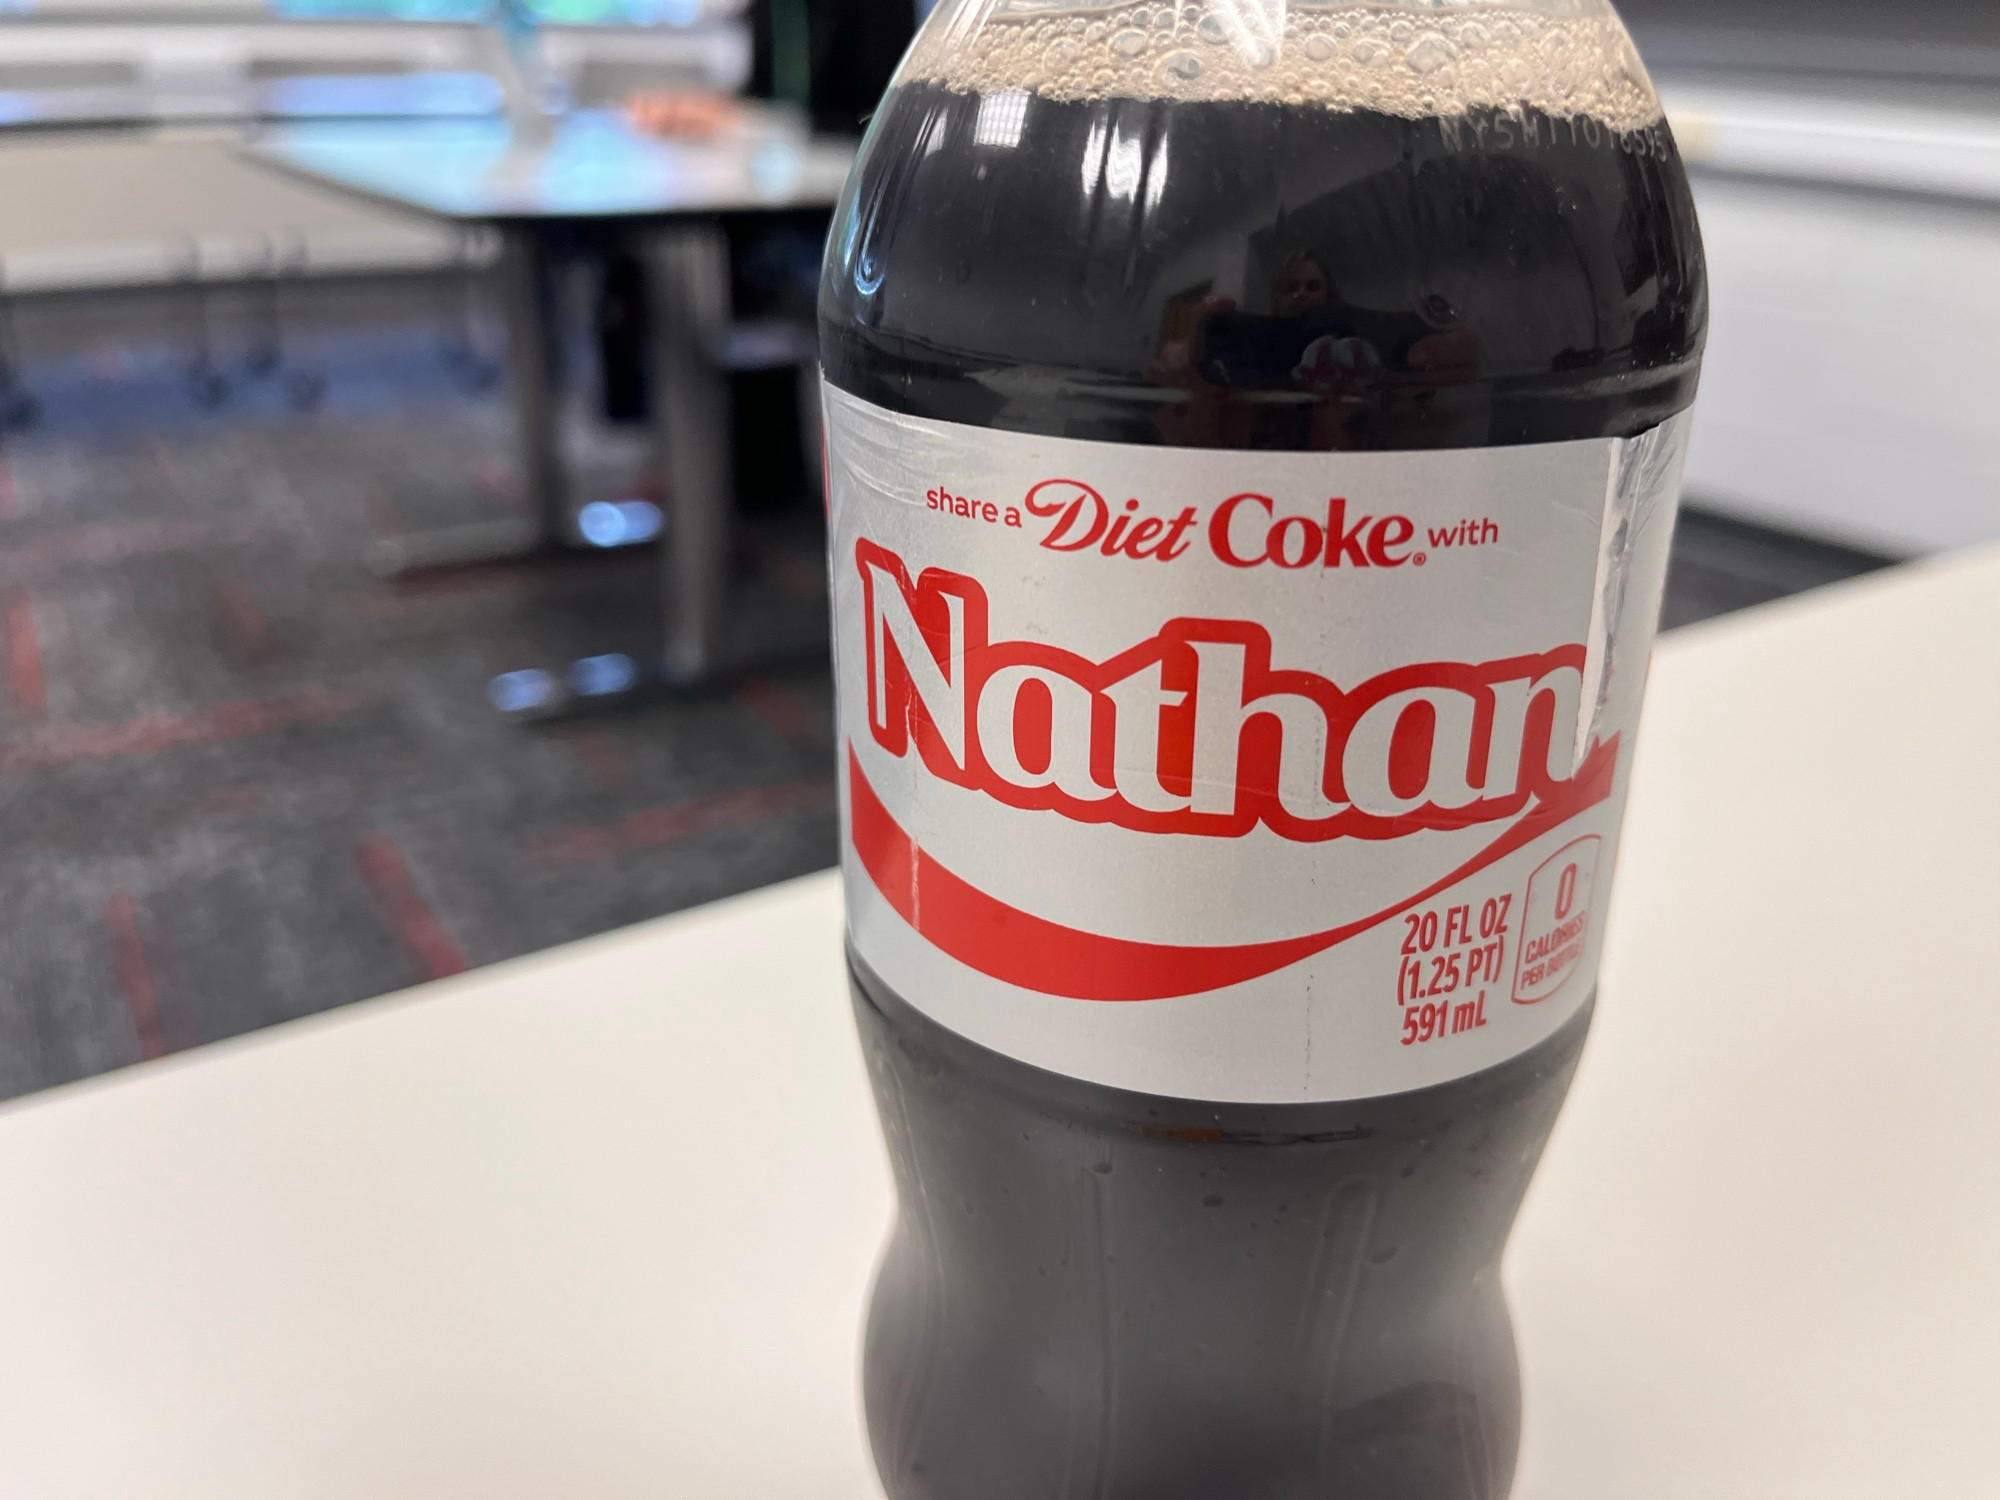 share a Diet Coke® with
Nathan
20 FL OZ
(1.25 PT)
591 mL
0
CALORIES
PER BOTTLE